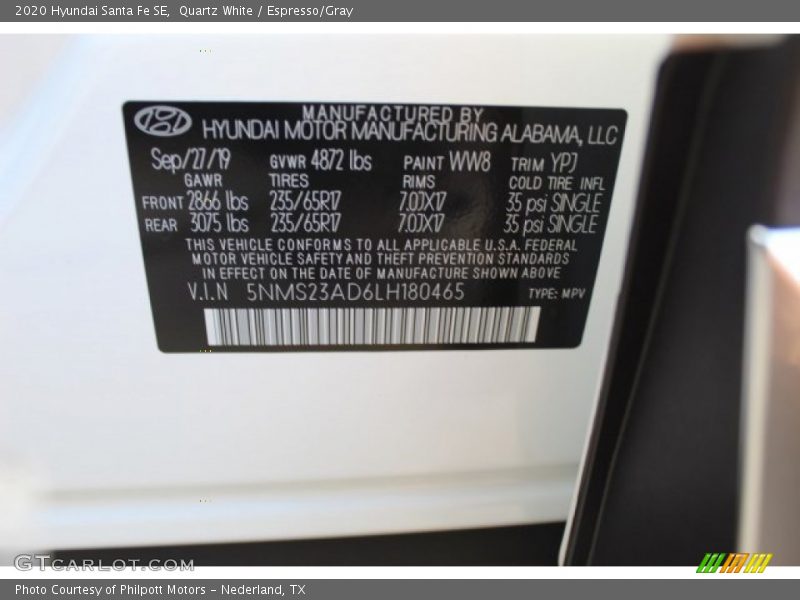 2020 Hyundai Santa Fe SE, Quartz White / Espresso/Gray
MANUFACTURED BY
HYUNDAI MOTOR MANUFACTURING ALABAMA, LLC
Sep/27/19 GVWR 4872 lbs PAINT WW8 TRIM YPJ
GAWR TIRES RIMS COLD TIRE INFL
FRONT 2866 lbs 235/65R17 7.0JX17 35 psi SINGLE
REAR 3075 lbs 235/65R17 7.0JX17 35 psi SINGLE
THIS VEHICLE CONFORMS TO ALL APPLICABLE U.S.A. FEDERAL
MOTOR VEHICLE SAFETY AND THEFT PREVENTION STANDARDS
IN EFFECT ON THE DATE OF MANUFACTURE SHOWN ABOVE
V.I.N 5NMS23AD6LH180465 TYPE: MPV
GTCARLOT.COM
Photo Courtesy of Philpott Motors - Nederland, TX